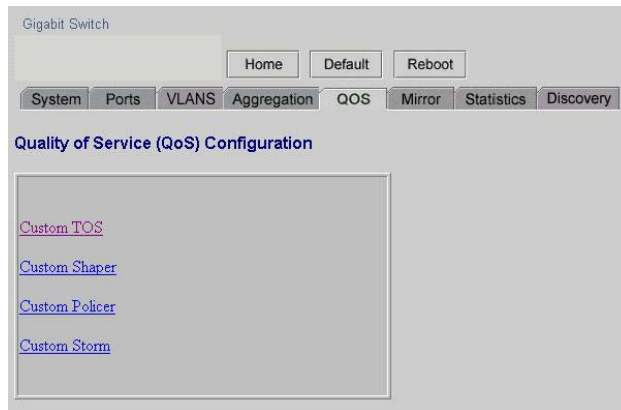 Gigabit Switch
Home Default Reboot
System Ports VLANS Aggregation QOS Mirror Statistics Discovery
Quality of Service (QoS) Configuration
Custom TOS
Custom Shaper
Custom Policer
Custom Storm